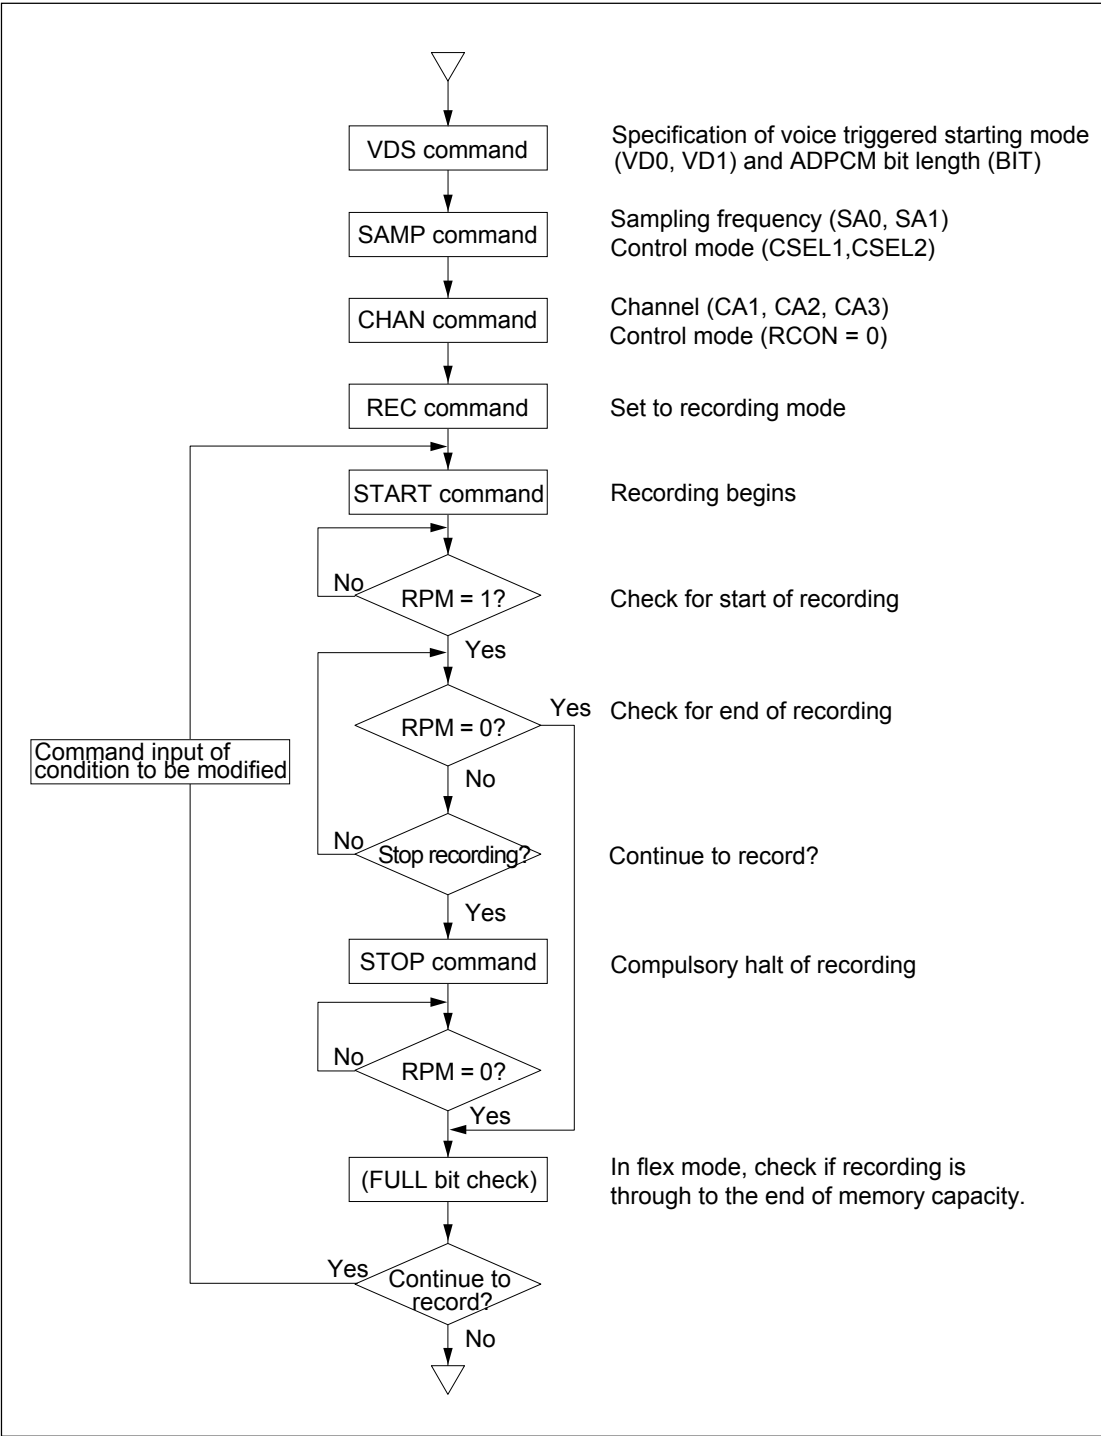 VDS command
Specification of voice triggered starting mode
(VD0, VD1) and ADPCM bit length (BIT)
SAMP command
Sampling frequency (SA0, SA1)
Control mode (CSEL1,CSEL2)
CHAN command
Channel (CA1, CA2, CA3)
Control mode (RCON = 0)
REC command
Set to recording mode
START command
Recording begins
No
RPM = 1?
Check for start of recording
Yes
RPM = 0?
Yes
Check for end of recording
Command input of
condition to be modified
No
No
Stop recording?
Continue to record?
Yes
STOP command
Compulsory halt of recording
No
RPM = 0?
Yes
(FULL bit check)
In flex mode, check if recording is
through to the end of memory capacity.
Yes
Continue to
record?
No